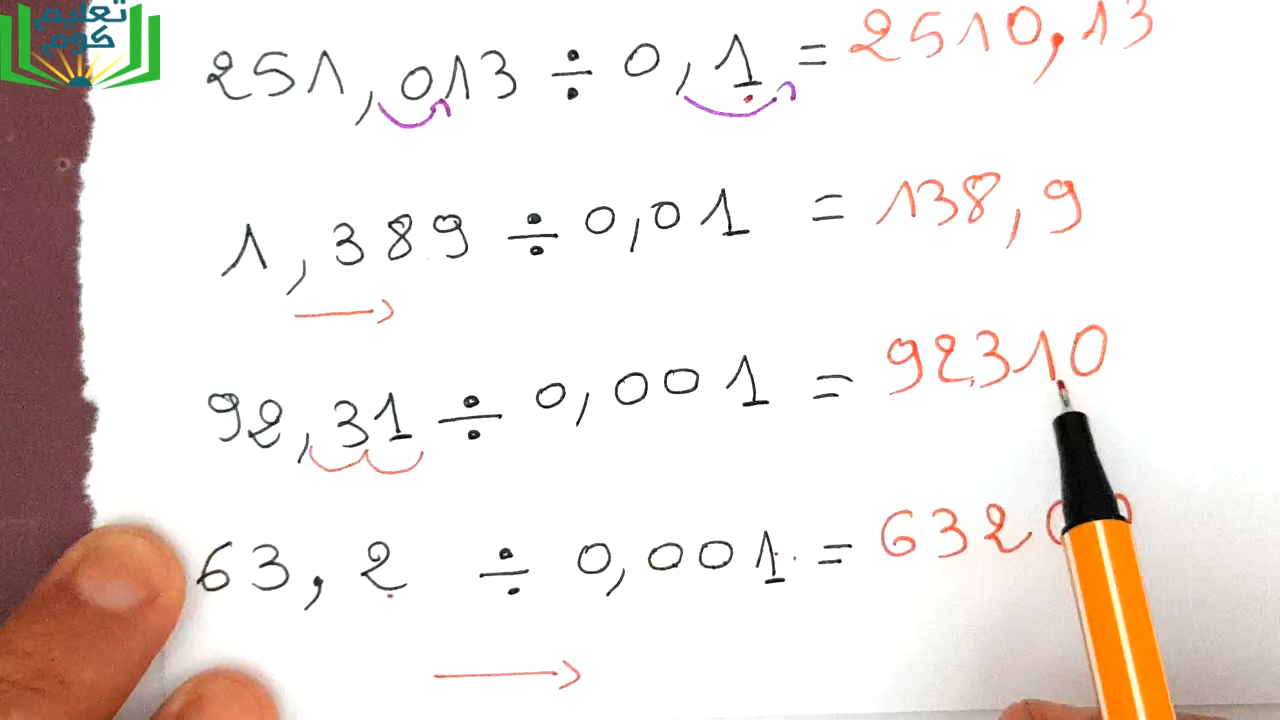 تعليم
كوم
251,013 ÷ 0,1 = 2510,13
1,389 ÷ 0,01 = 138,9
92,31 ÷ 0,001 = 92310
63,2 ÷ 0,001 =